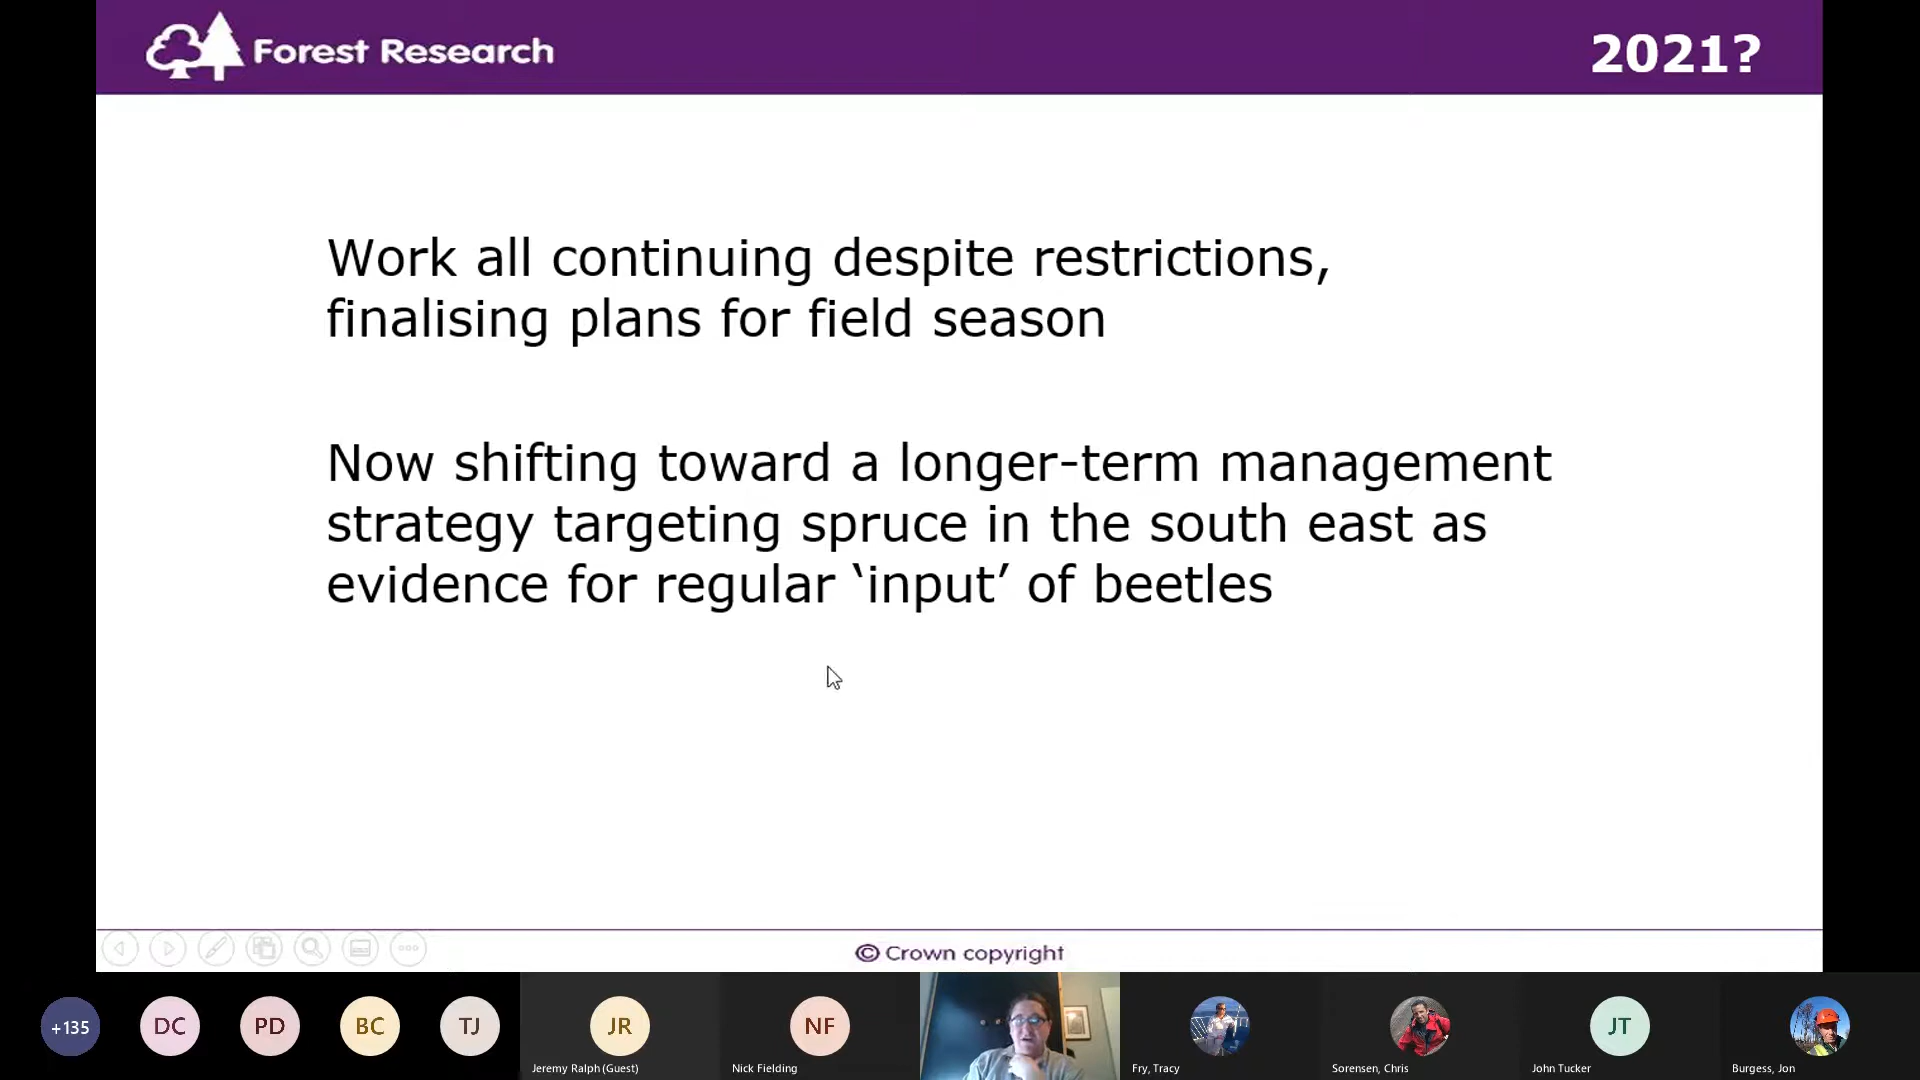 Forest Research
2021?
Work all continuing despite restrictions,
finalising plans for field season
Now shifting toward a longer-term management
strategy targeting spruce in the south east as
evidence for regular ‘input’ of beetles
© Crown copyright
+135
DC
PD
BC
TJ
JR
NF
JT
Jeremy Ralph (Guest)
Nick Fielding
Fry, Tracy
Sorensen, Chris
John Tucker
Burgess, Jon